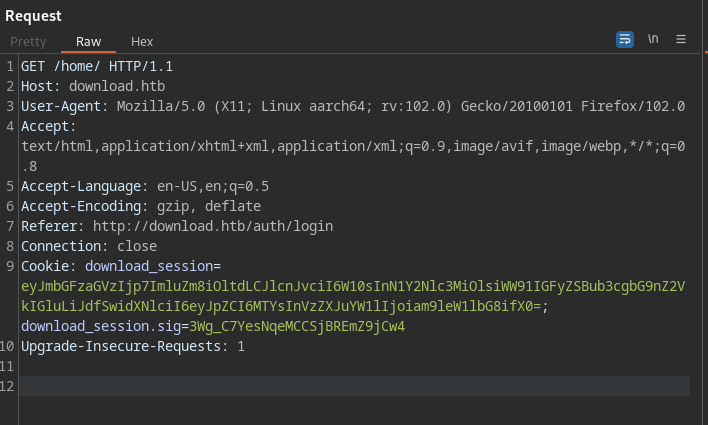 Request
Pretty Raw Hex \n
1 GET /home/ HTTP/1.1
2 Host: download.htb
3 User-Agent: Mozilla/5.0 (X11; Linux aarch64; rv:102.0) Gecko/20100101 Firefox/102.0
4 Accept:
text/html,application/xhtml+xml,application/xml;q=0.9,image/avif,image/webp,*/*;q=0
.8
5 Accept-Language: en-US,en;q=0.5
6 Accept-Encoding: gzip, deflate
7 Referer: http://download.htb/auth/login
8 Connection: close
9 Cookie: download_session=
eyJmbGFzaGVzIjp7ImluZm8iOltdLCJlcnJvciI6W10sInN1Y2Nlc3MiOlsiWW91IGFyZSBub3cgbG9nZ2V
kIGluLiJdfSwidXNlciI6eyJpZCI6MTYsInVzZXJuYW1lIjoiam9leW1lbG8ifX0=;
download_session.sig=3Wg_C7YesNqeMCCSjBREmZ9jCw4
10 Upgrade-Insecure-Requests: 1
11
12